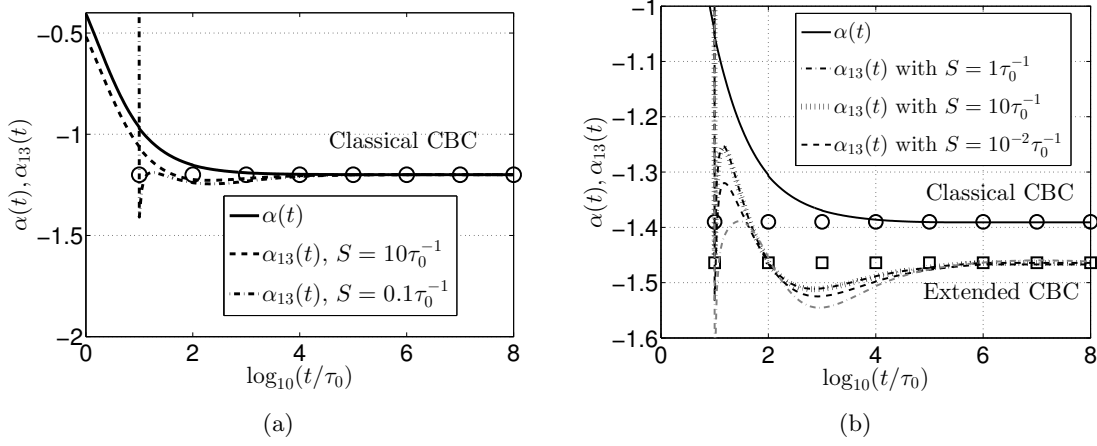 −0.5
−1
−1.5
−2
0
2
4
6
8
α(t), α₁₃(t)
log₁₀(t/τ₀)
Classical CBC
α(t)
α₁₃(t), S = 10τ₀⁻¹
α₁₃(t), S = 0.1τ₀⁻¹
(a)
−1
−1.1
−1.2
−1.3
−1.4
−1.5
−1.6
0
2
4
6
8
α(t), α₁₃(t)
log₁₀(t/τ₀)
α(t)
α₁₃(t) with S = 1τ₀⁻¹
α₁₃(t) with S = 10τ₀⁻¹
α₁₃(t) with S = 10⁻²τ₀⁻¹
Classical CBC
Extended CBC
(b)